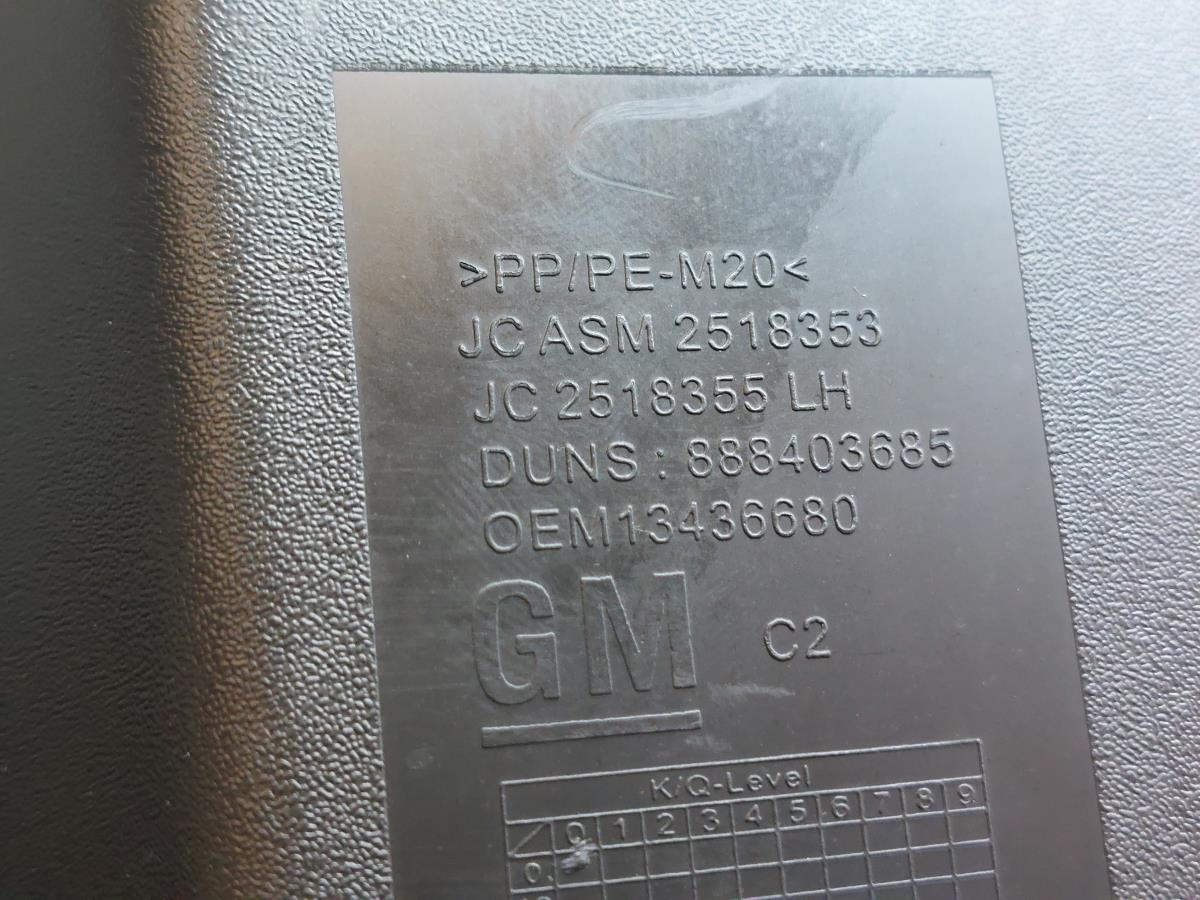 >PP/PE-M20<
JC ASM 2518353
JC 2518355 LH
DUNS : 888403685
OEM13436680
GM
C2
K/Q-Level
0 1 2 3 4 5 6 7 8 9
0.